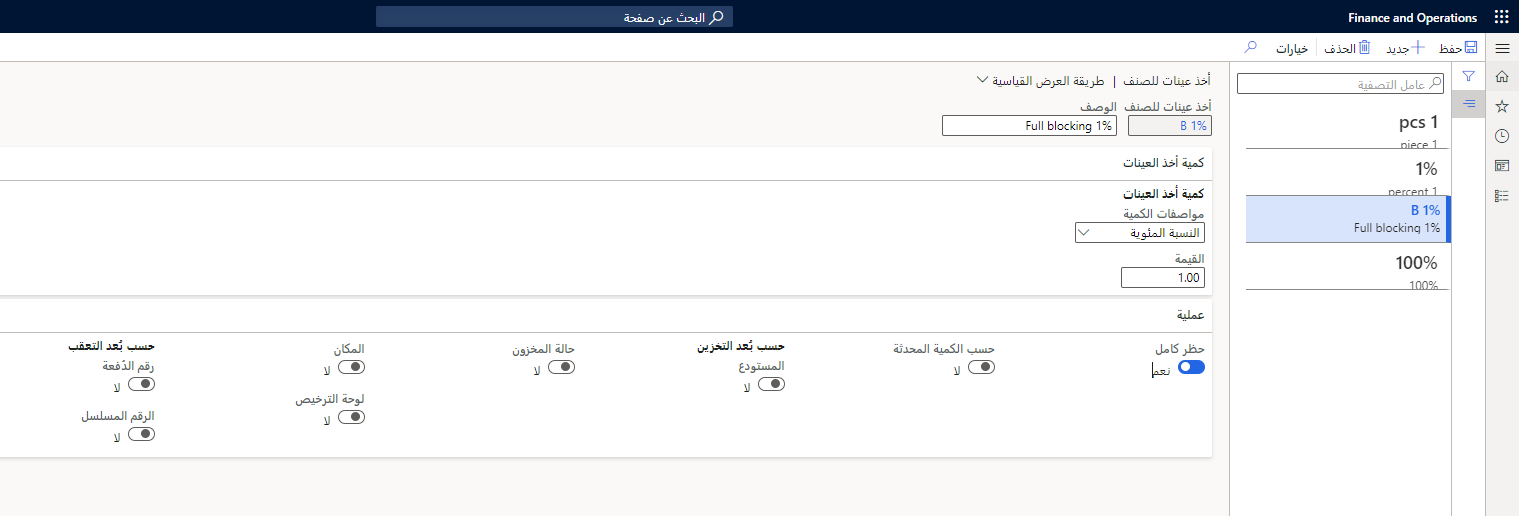 Finance and Operations
البحث عن صفحة
حفظ
جديد
الحذف
خيارات
عامل التصفية
pcs 1
piece 1
1%
percent 1
B 1%
Full blocking 1%
100%
100%
أخذ عينات للصنف | طريقة العرض القياسية
أخذ عينات للصنف
الوصف
B 1%
Full blocking 1%
كمية أخذ العينات
كمية أخذ العينات
مواصفات الكمية
النسبة المئوية
القيمة
1.00
عملية
حظر كامل
نعم
حسب الكمية المحدثة
لا
حسب بُعد التخزين
المستودع
لا
حالة المخزون
لا
المكان
لا
لوحة الترخيص
لا
حسب بُعد التعقب
رقم الدُفعة
لا
الرقم المسلسل
لا